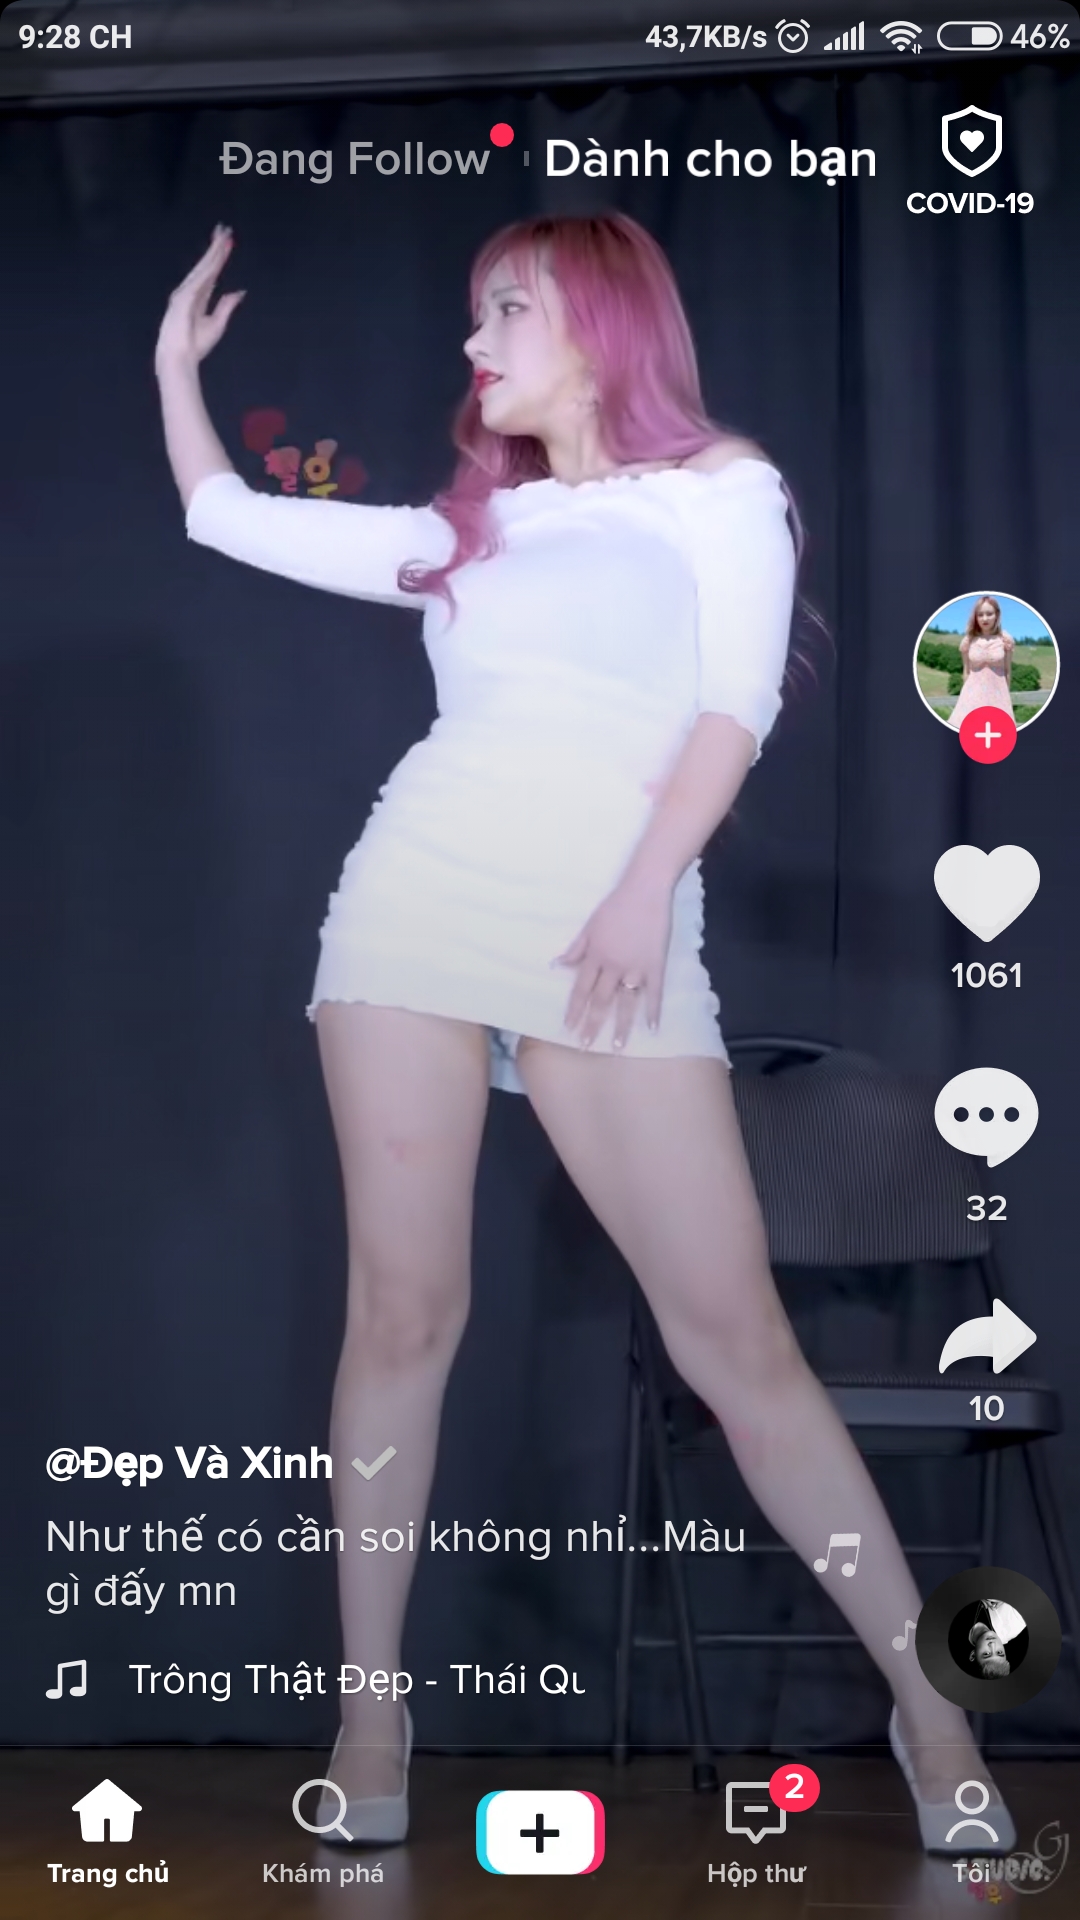 9:28 CH
43,7KB/s
46%
Đang Follow
Dành cho bạn
COVID-19
1061
32
10
@Đẹp Và Xinh
Như thế có cần soi không nhỉ...Màu
gì đấy mn
Trông Thật Đẹp - Thái
Trang chủ
Khám phá
2
Hộp thư
Tôi
STUDIO.